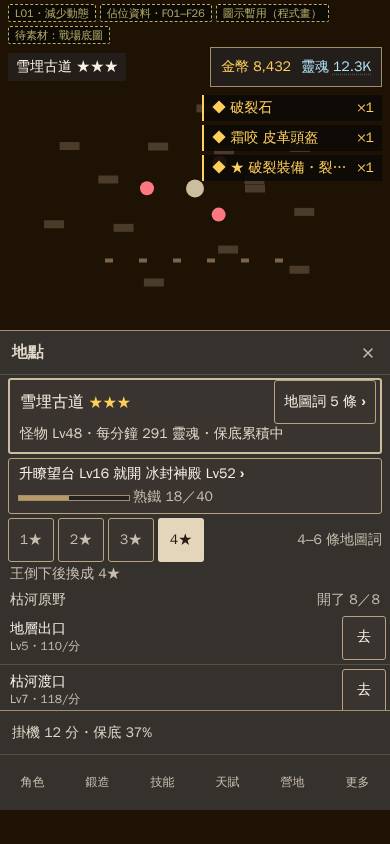 L01・減少動態
佔位資料・F01–F26
圖示暫用（程式畫）
待素材：戰場底圖
雪埋古道 ★★★
金幣 8,432 靈魂 12.3K
◆ 破裂石 ×1
◆ 霜咬 皮革頭盔 ×1
◆ ★ 破裂裝備・裂⋯ ×1
地點 ×
雪埋古道 ★★★
地圖詞 5 條 ›
怪物 Lv48・每分鐘 291 靈魂・保底累積中
升瞭望台 Lv16 就開 冰封神殿 Lv52 ›
熟鐵 18／40
1★ 2★ 3★ 4★ 4–6 條地圖詞
王倒下後換成 4★
枯河原野 開了 8／8
地層出口
Lv5・110/分
去
枯河渡口
Lv7・118/分
去
掛機 12 分・保底 37%
角色 鍛造 技能 天賦 營地 更多